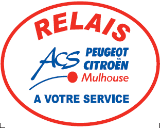 RELAIS
ACS PEUGEOT
CITROËN
Mulhouse
A VOTRE SERVICE